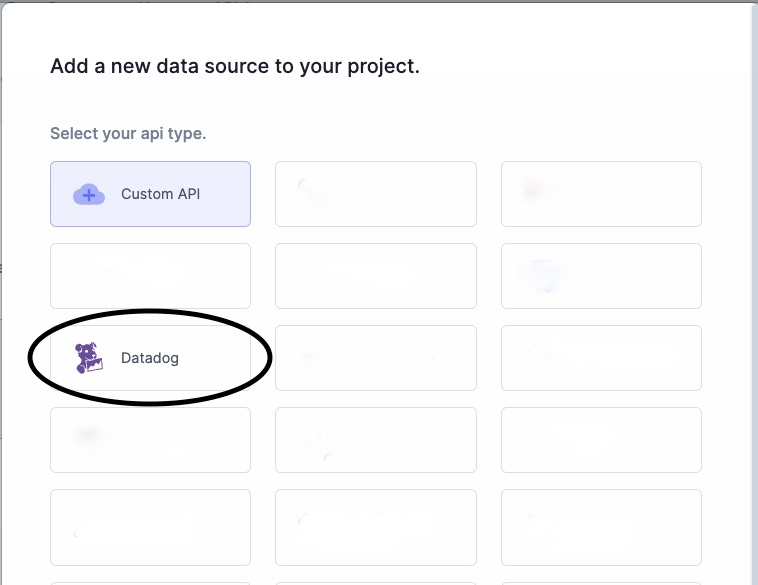 Add a new data source to your project.
Select your api type.
Custom API
Datadog